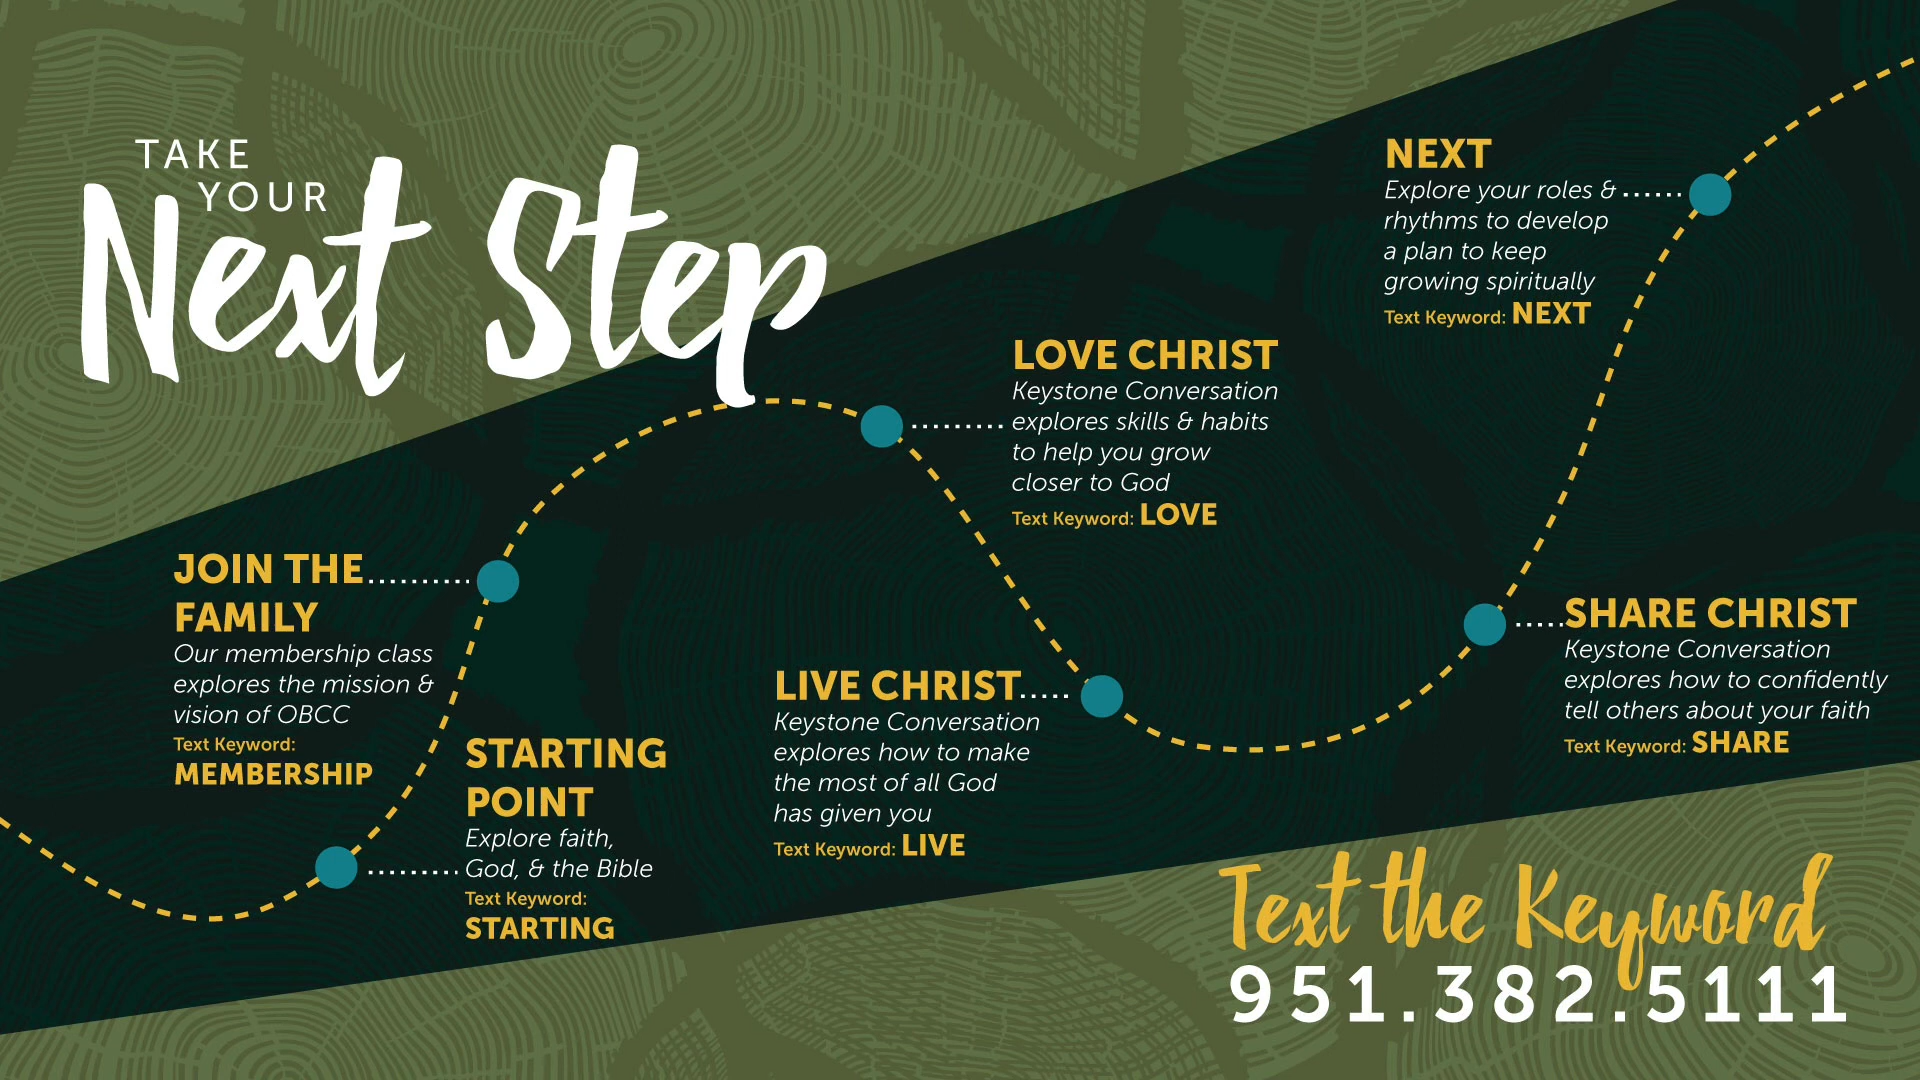 TAKE
YOUR
Next Step
NEXT
Explore your roles &
rhythms to develop
a plan to keep
growing spiritually
Text Keyword: NEXT
LOVE CHRIST
Keystone Conversation
explores skills & habits
to help you grow
closer to God
Text Keyword: LOVE
JOIN THE
FAMILY
Our membership class
explores the mission &
vision of OBCC
Text Keyword:
MEMBERSHIP
STARTING
POINT
Explore faith,
God, & the Bible
Text Keyword:
STARTING
LIVE CHRIST
Keystone Conversation
explores how to make
the most of all God
has given you
Text Keyword: LIVE
SHARE CHRIST
Keystone Conversation
explores how to confidently
tell others about your faith
Text Keyword: SHARE
Text the Keyword
951.382.5111